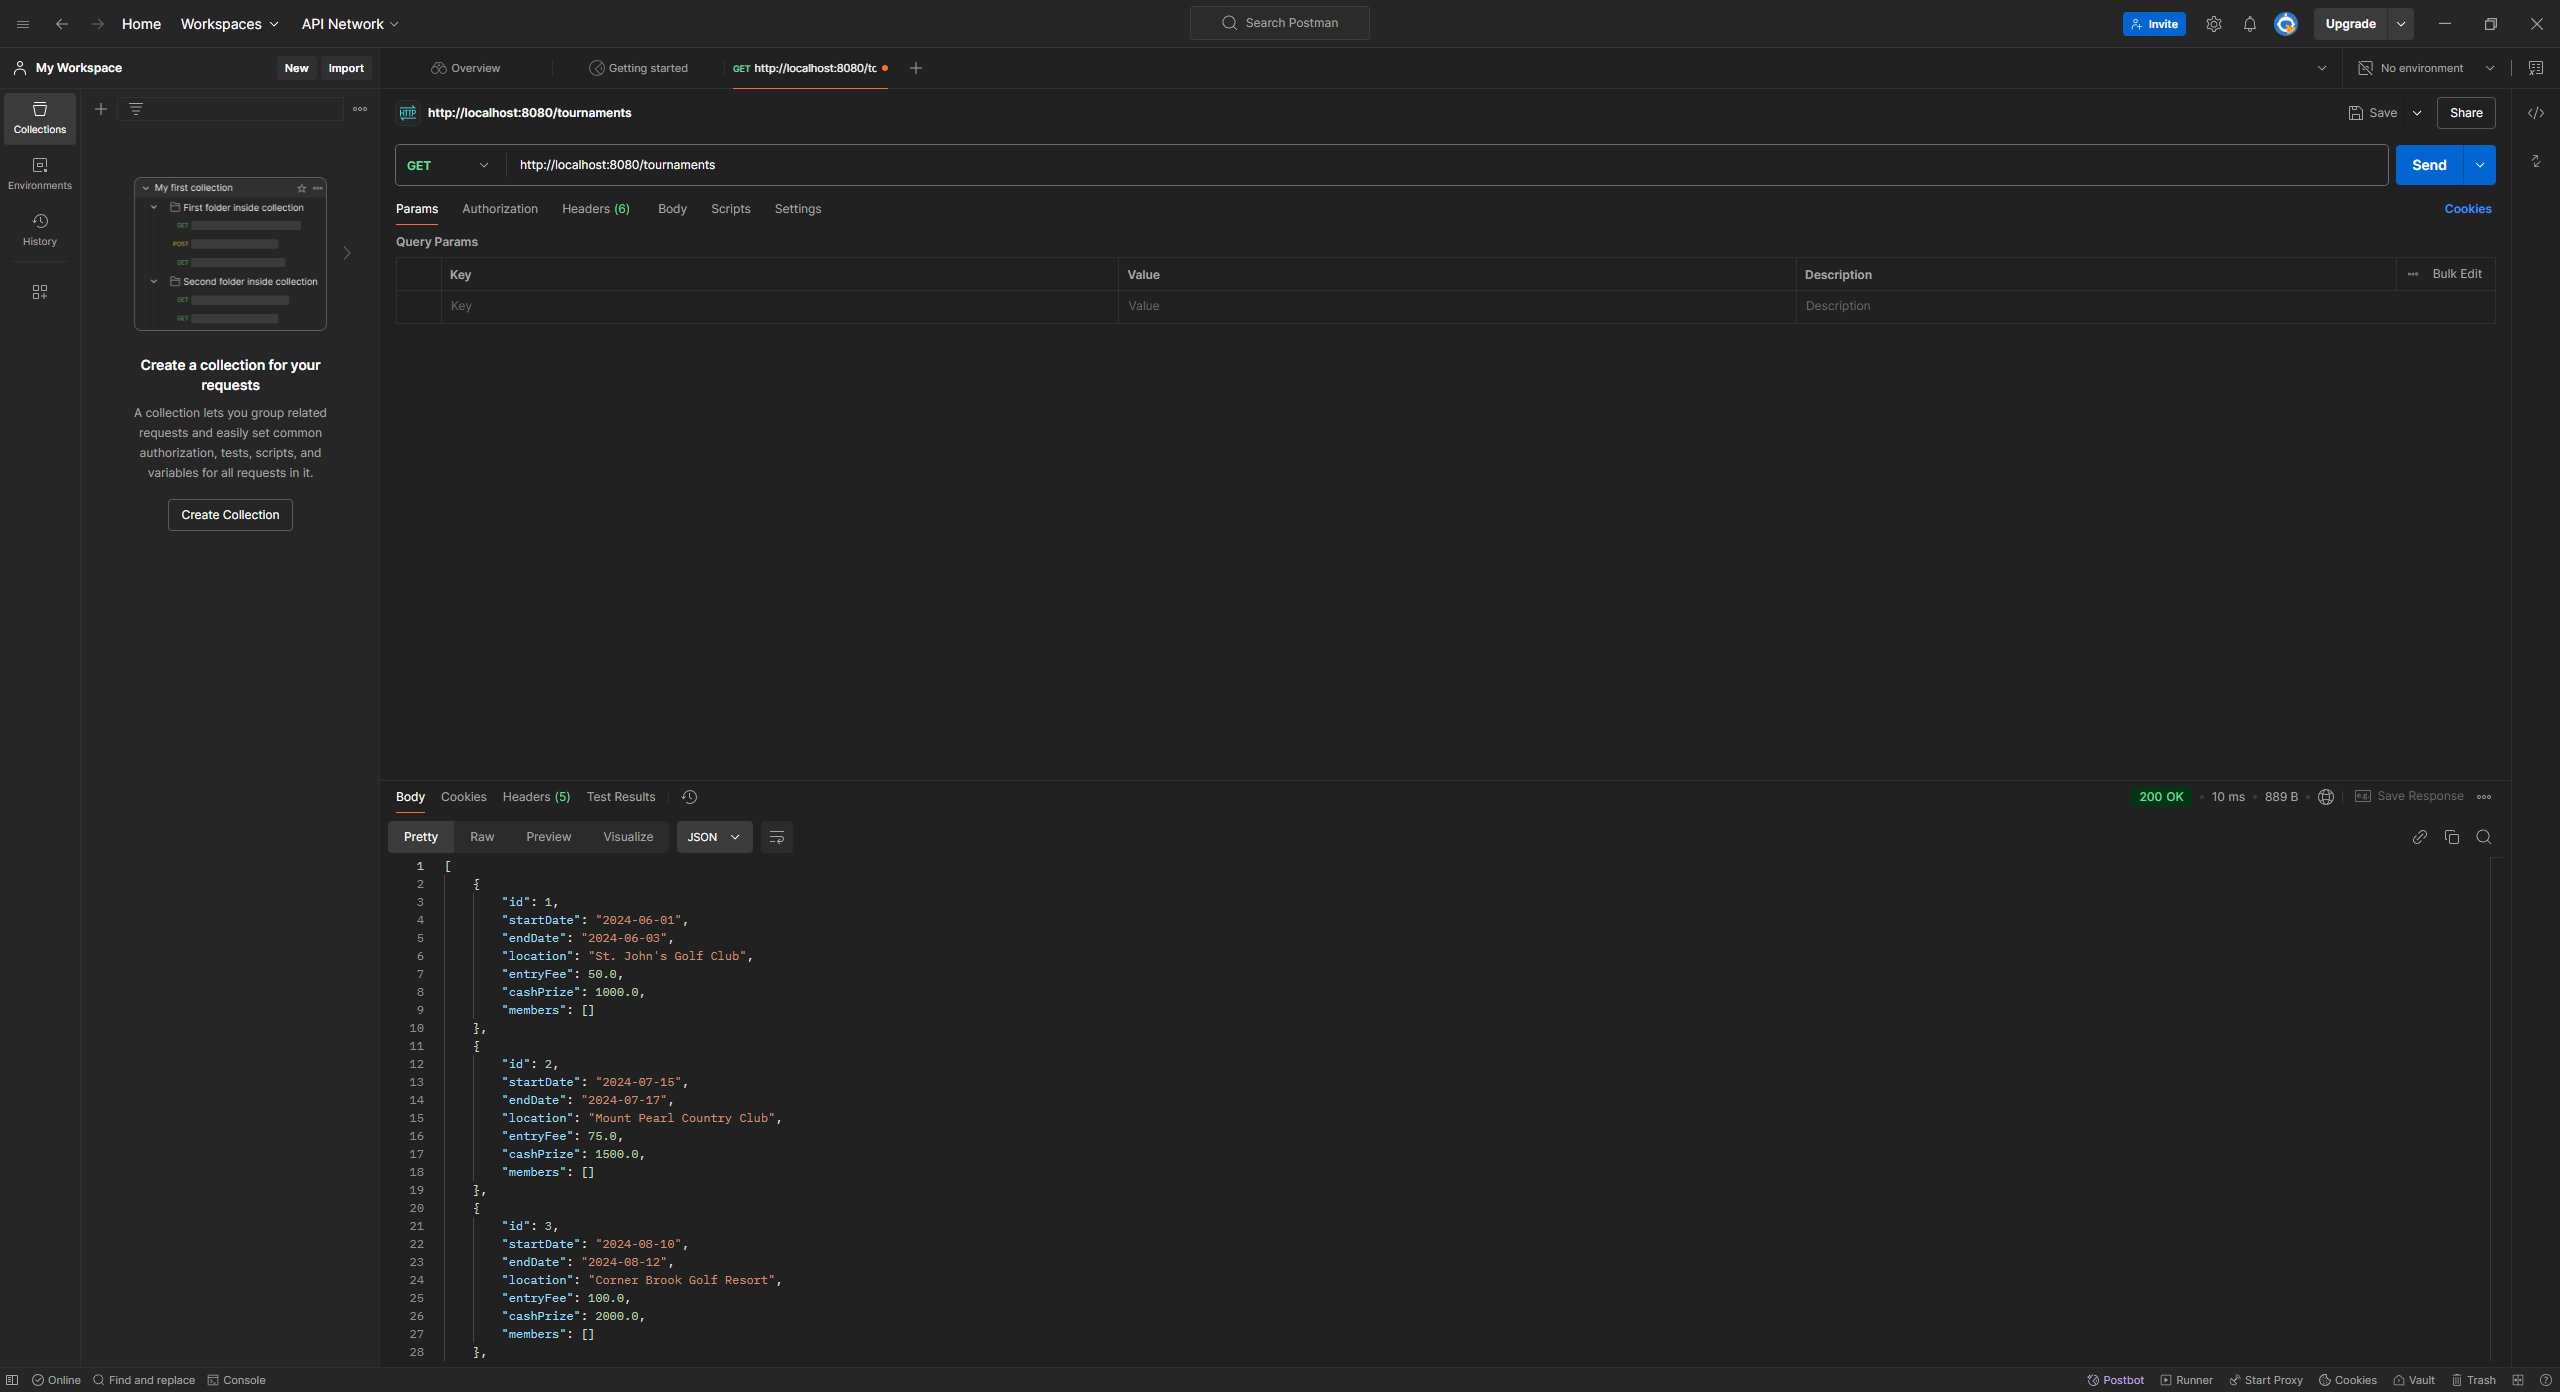 Home Workspaces API Network Search Postman Invite Upgrade
My Workspace New Import Overview Getting started GET http://localhost:8080/tc No environment
Collections
Environments
History
My first collection
First folder inside collection
GET
POST
GET
Second folder inside collection
GET
GET
Create a collection for your
requests
A collection lets you group related
requests and easily set common
authorization, tests, scripts, and
variables for all requests in it.
Create Collection
HTTP http://localhost:8080/tournaments Save Share
GET http://localhost:8080/tournaments Send
Params Authorization Headers (6) Body Scripts Settings Cookies
Query Params
Key Value Description Bulk Edit
Key Value Description
Body Cookies Headers (5) Test Results 200 OK 10 ms 889 B Save Response
Pretty Raw Preview Visualize JSON
1 [
2 {
3 "id": 1,
4 "startDate": "2024-06-01",
5 "endDate": "2024-06-03",
6 "location": "St. John's Golf Club",
7 "entryFee": 50.0,
8 "cashPrize": 1000.0,
9 "members": []
10 },
11 {
12 "id": 2,
13 "startDate": "2024-07-15",
14 "endDate": "2024-07-17",
15 "location": "Mount Pearl Country Club",
16 "entryFee": 75.0,
17 "cashPrize": 1500.0,
18 "members": []
19 },
20 {
21 "id": 3,
22 "startDate": "2024-08-10",
23 "endDate": "2024-08-12",
24 "location": "Corner Brook Golf Resort",
25 "entryFee": 100.0,
26 "cashPrize": 2000.0,
27 "members": []
28 },
Online Find and replace Console Postbot Runner Start Proxy Cookies Vault Trash